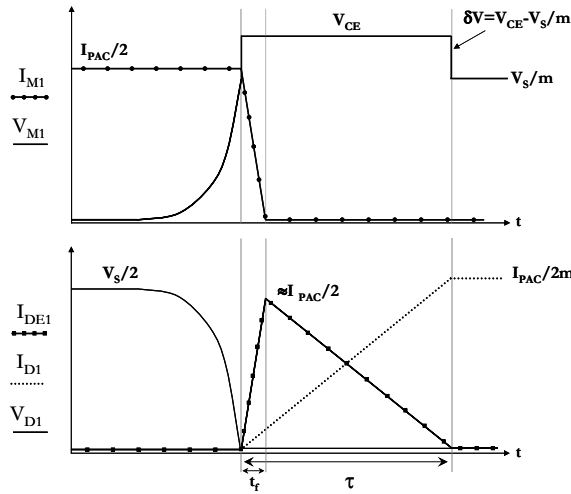 V_CE
δV=V_CE-V_S/m
I_PAC/2
V_S/m
I_M1
V_M1
t
V_S/2
≈I_PAC/2
I_PAC/2m
I_DE1
I_D1
V_D1
t
t_f
τ